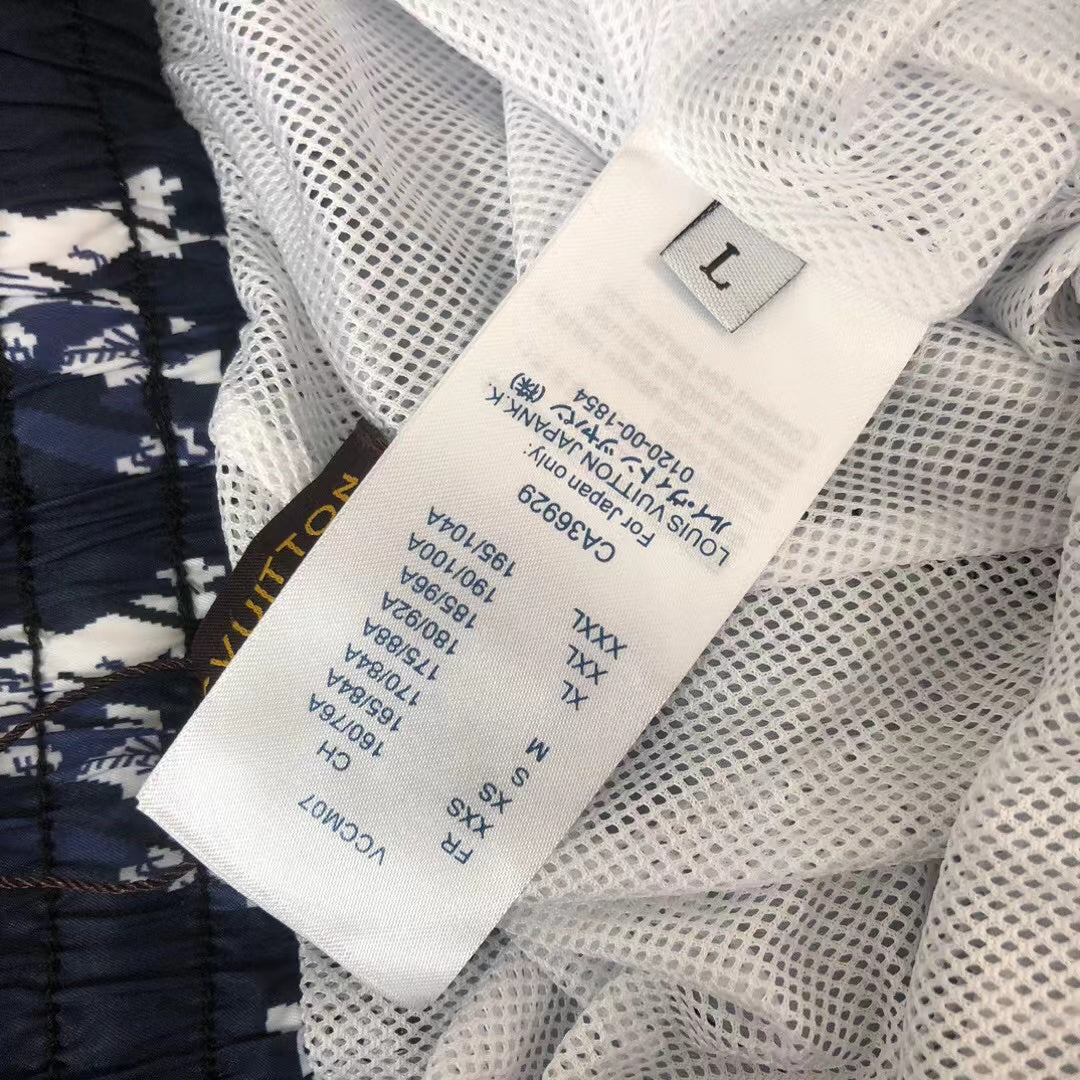 VCCM07
FR CH
XXS 160/76A
XS 165/84A
S 170/84A
M 175/88A
180/92A
XL 185/96A
XXL 190/100A
XXXL 195/104A
CA36929
For Japan only:
LOUIS VUITTON JAPANK.K.
ルイ・ヴィトンジャパン (株)
0120-00-1854
L
VUITTON